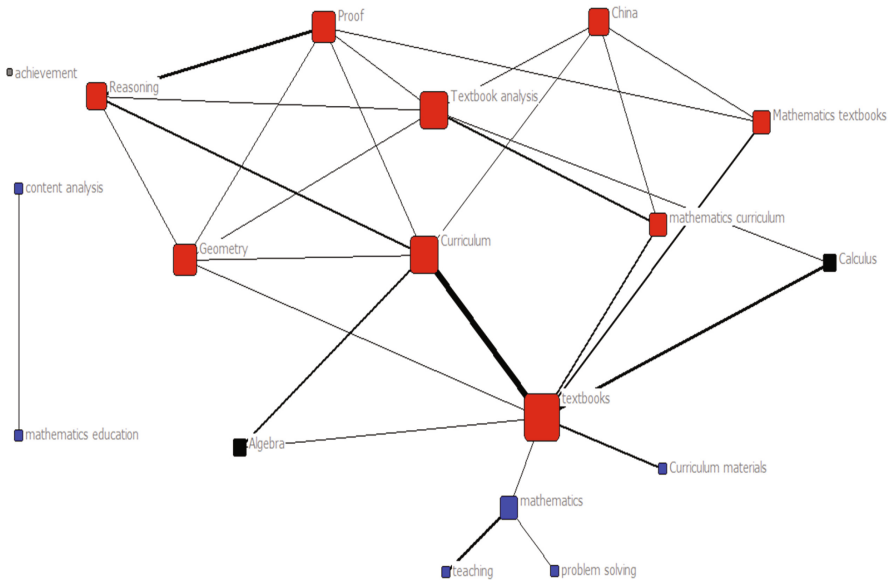 Proof
China
achievement
Reasoning
Textbook analysis
Mathematics textbooks
content analysis
mathematics curriculum
Geometry
Curriculum
Calculus
textbooks
mathematics education
Algebra
Curriculum materials
mathematics
teaching
problem solving